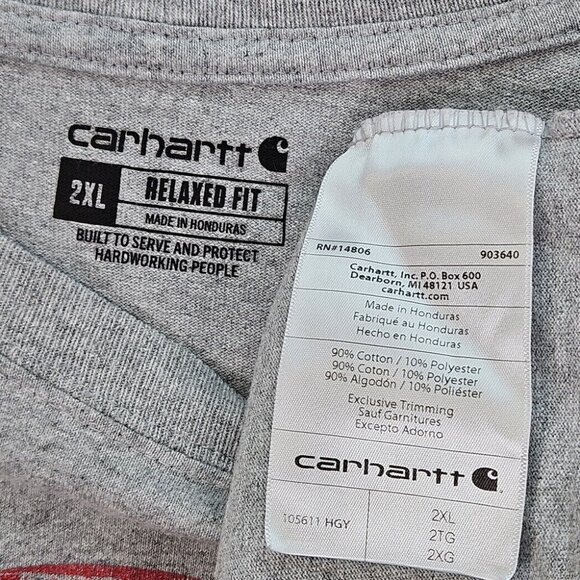 carhartt
2XL RELAXED FIT
MADE IN HONDURAS
BUILT TO SERVE AND PROTECT
HARDWORKING PEOPLE
RN#14806 903640
Carhartt, Inc. P.O. Box 600
Dearborn, MI 48121 USA
carhartt.com
Made in Honduras
Fabriqué au Honduras
Hecho en Honduras
90% Cotton / 10% Polyester
90% Cotton / 10% Polyester
90% Algodón / 10% Poliéster
Exclusive Trimming
Sauf Garnitures
Excepto Adorno
carhartt
105611 HGY
2XL
2TG
2XG